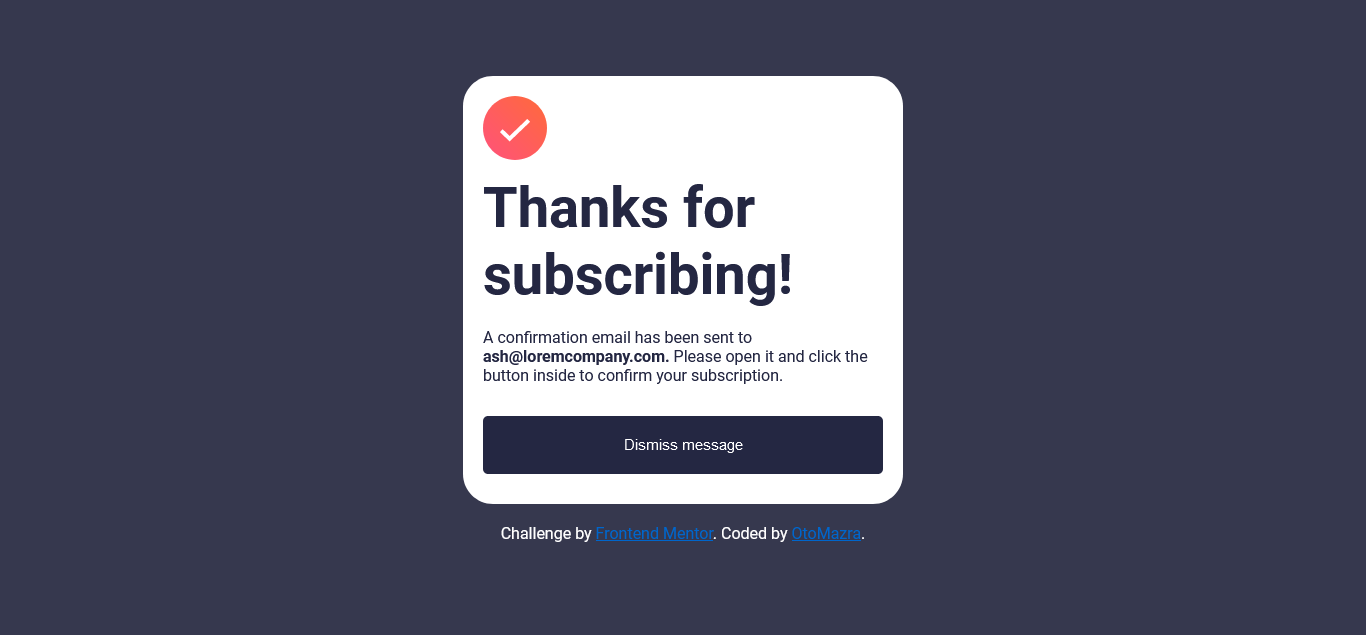 Thanks for
subscribing!
A confirmation email has been sent to
ash@loremcompany.com. Please open it and click the
button inside to confirm your subscription.
Dismiss message
Challenge by Frontend Mentor. Coded by OtoMazra.